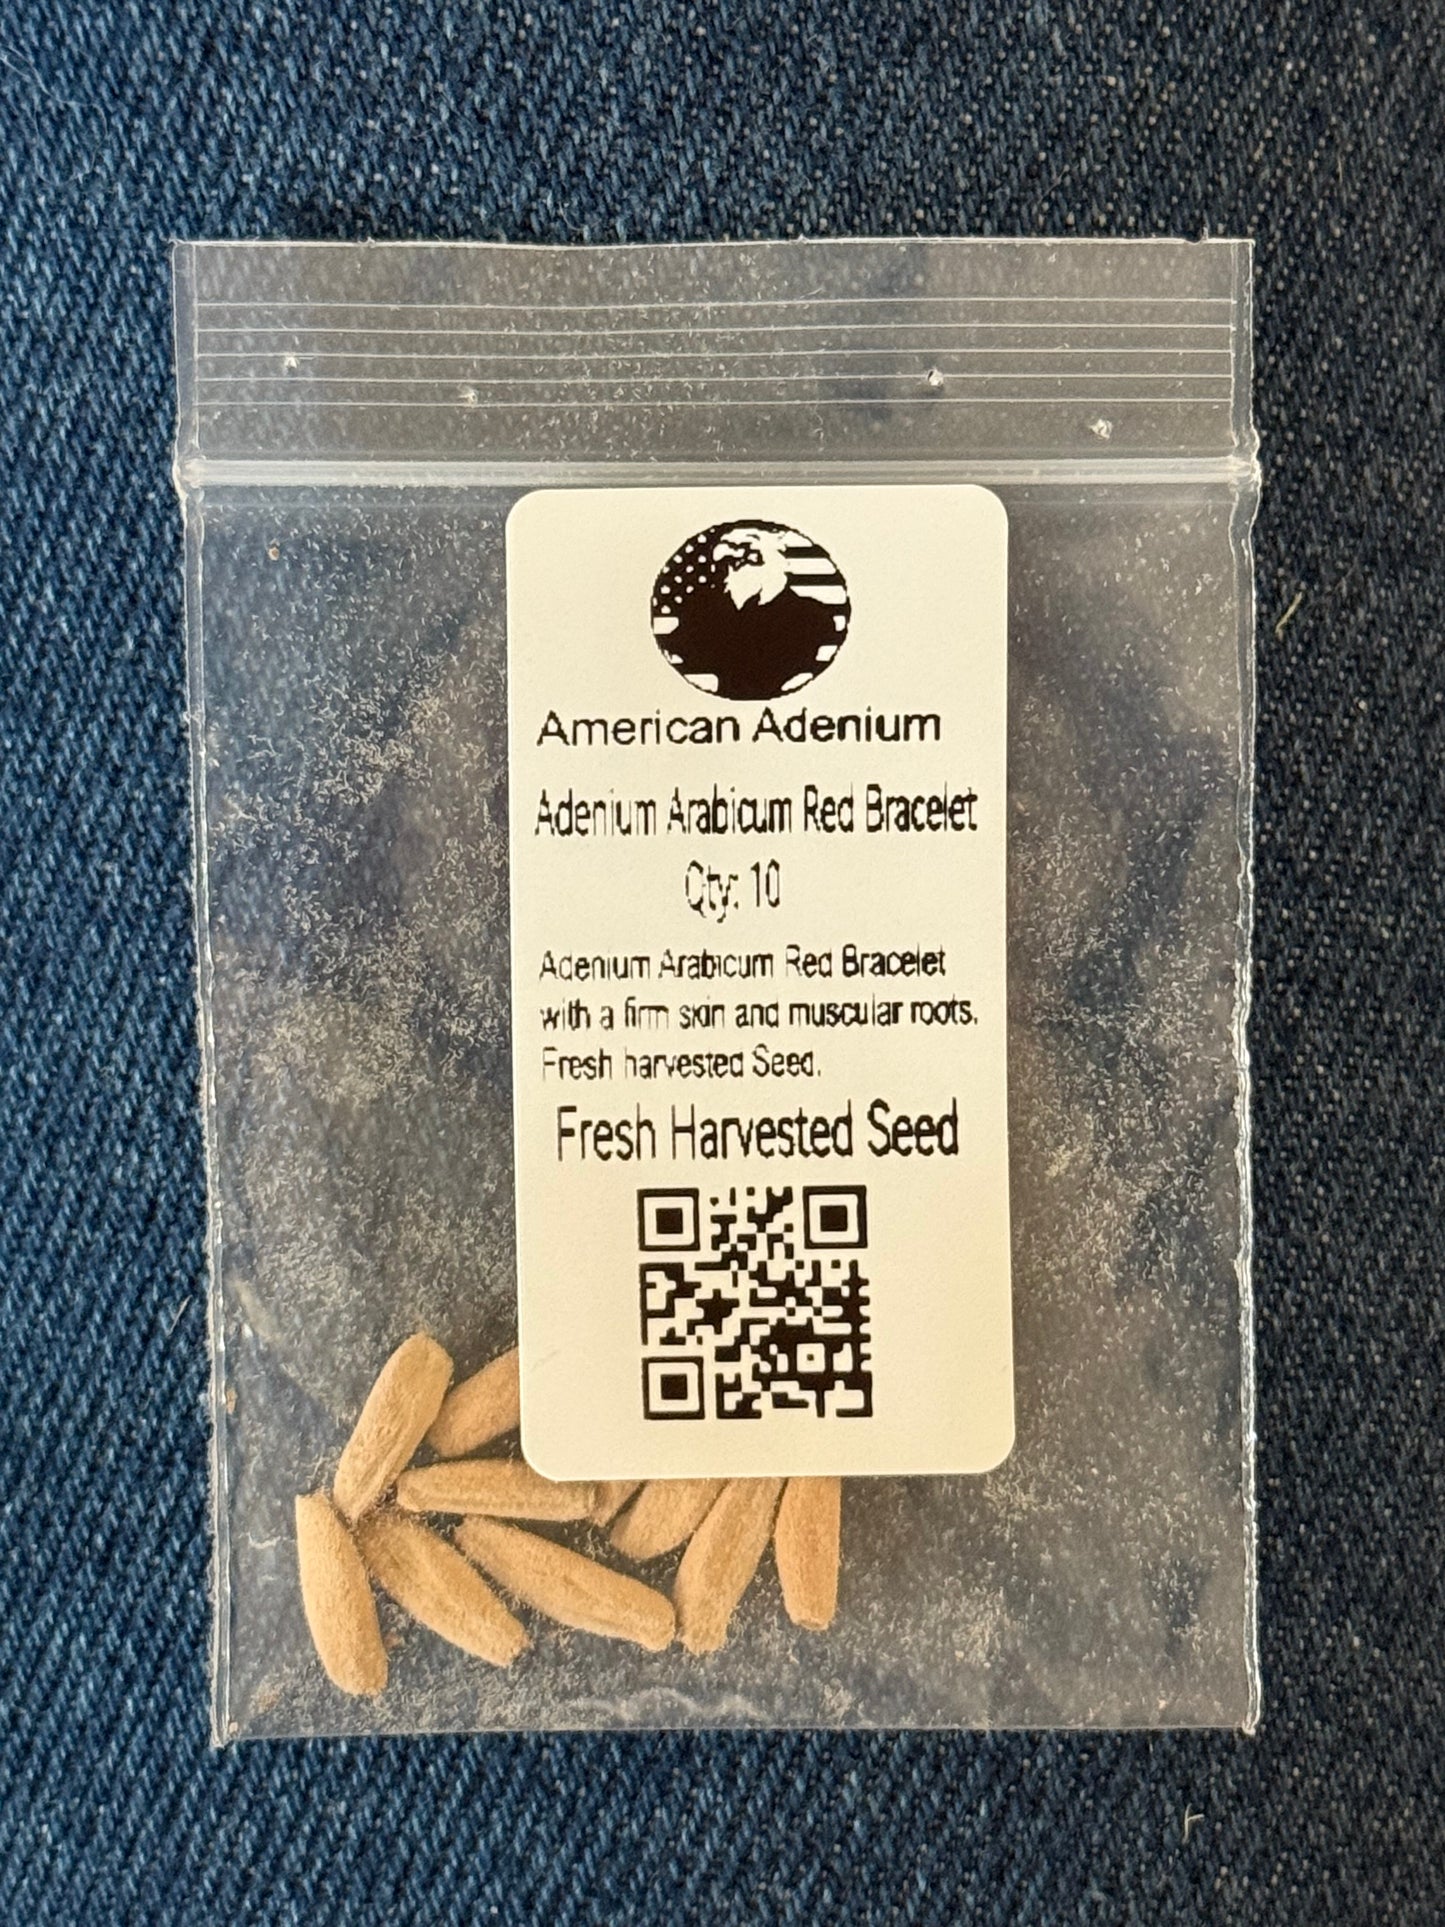 American Adenium
Adenium Arabicum Red Bracelet
Qty: 10
Adenium Arabicum Red Bracelet
with a firm skin and muscular roots.
Fresh harvested Seed.
Fresh Harvested Seed